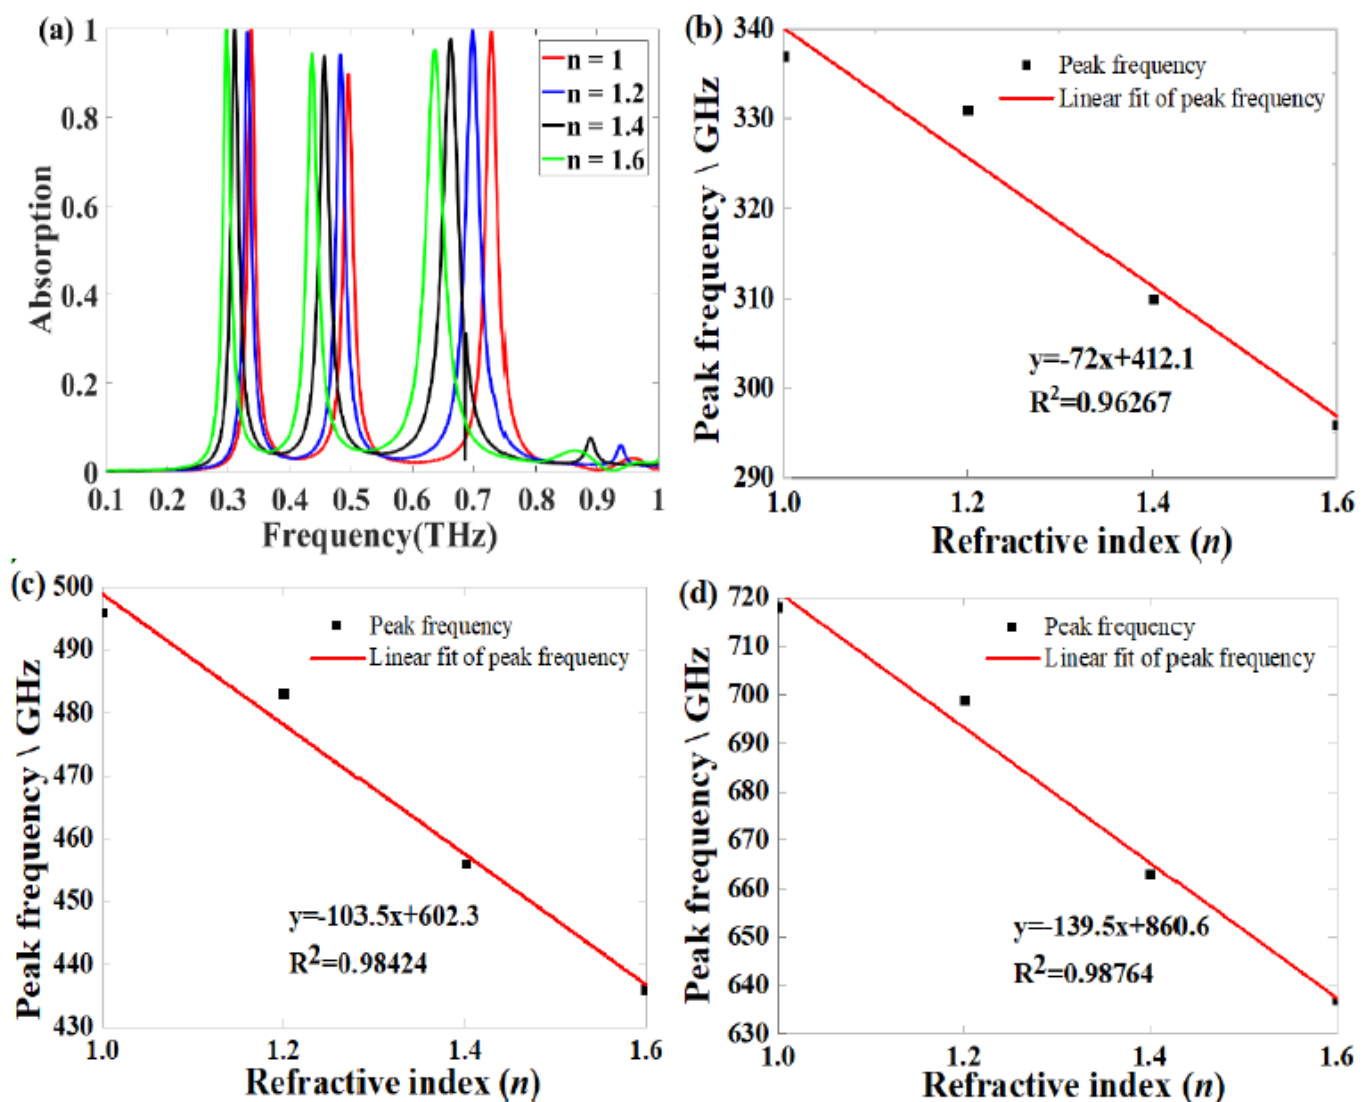 (a)
1
0.8
0.6
0.4
0.2
0
Absorption
n = 1
n = 1.2
n = 1.4
n = 1.6
0.1 0.2 0.3 0.4 0.5 0.6 0.7 0.8 0.9 1
Frequency(THz)
(b)
340
330
320
310
300
290
Peak frequency \ GHz
Peak frequency
Linear fit of peak frequency
y=-72x+412.1
R²=0.96267
1.0 1.2 1.4 1.6
Refractive index (n)
(c)
500
490
480
470
460
450
440
430
Peak frequency \ GHz
Peak frequency
Linear fit of peak frequency
y=-103.5x+602.3
R²=0.98424
1.0 1.2 1.4 1.6
Refractive index (n)
(d)
720
710
700
690
680
670
660
650
640
630
Peak frequency \ GHz
Peak frequency
Linear fit of peak frequency
y=-139.5x+860.6
R²=0.98764
1.0 1.2 1.4 1.6
Refractive index (n)